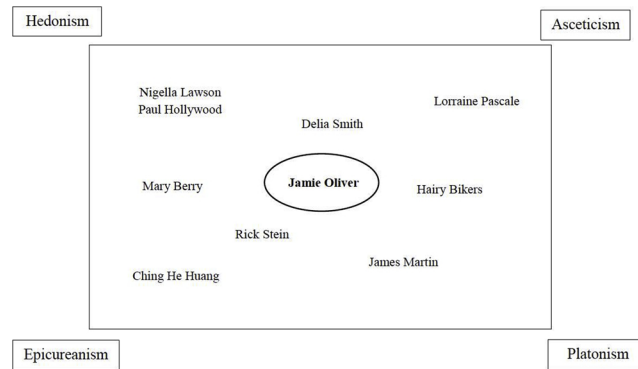 Hedonism
Asceticism
Nigella Lawson
Paul Hollywood
Lorraine Pascale
Delia Smith
Mary Berry
Jamie Oliver
Hairy Bikers
Rick Stein
James Martin
Ching He Huang
Epicureanism
Platonism